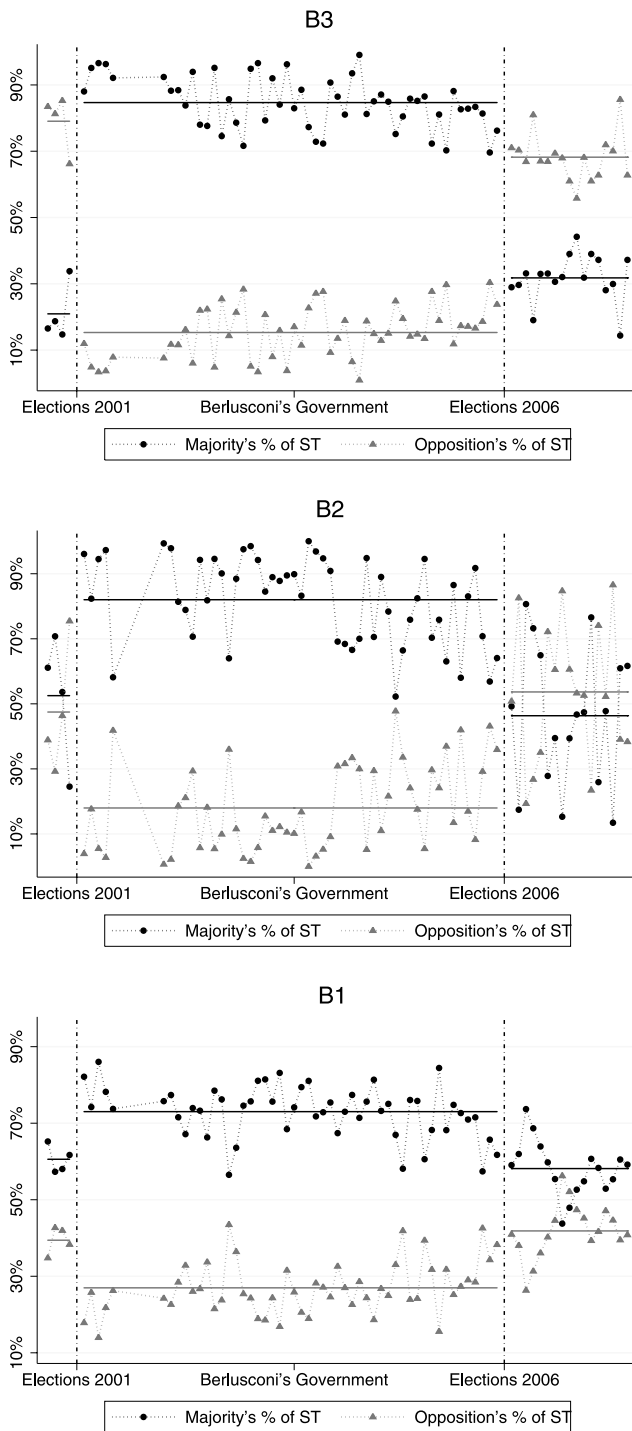 B3
90%
70%
50%
30%
10%
Elections 2001 Berlusconi's Government Elections 2006
Majority's % of ST Opposition's % of ST
B2
90%
70%
50%
30%
10%
Elections 2001 Berlusconi's Government Elections 2006
Majority's % of ST Opposition's % of ST
B1
90%
70%
50%
30%
10%
Elections 2001 Berlusconi's Government Elections 2006
Majority's % of ST Opposition's % of ST